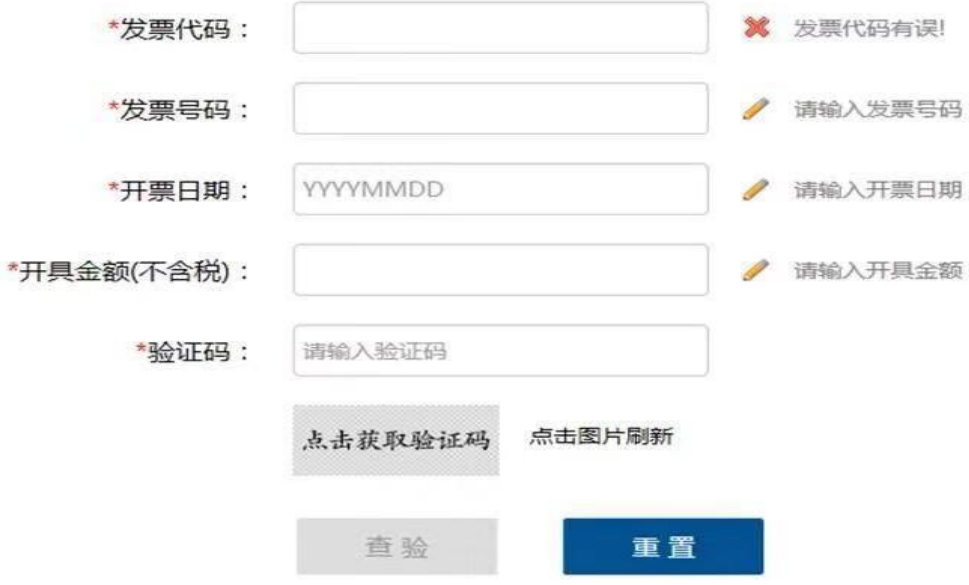 *发票代码： 发票代码有误!
*发票号码： 请输入发票号码
*开票日期： YYYYMMDD 请输入开票日期
*开具金额(不含税)： 请输入开具金额
*验证码： 请输入验证码
点击获取验证码 点击图片刷新
查验 重置